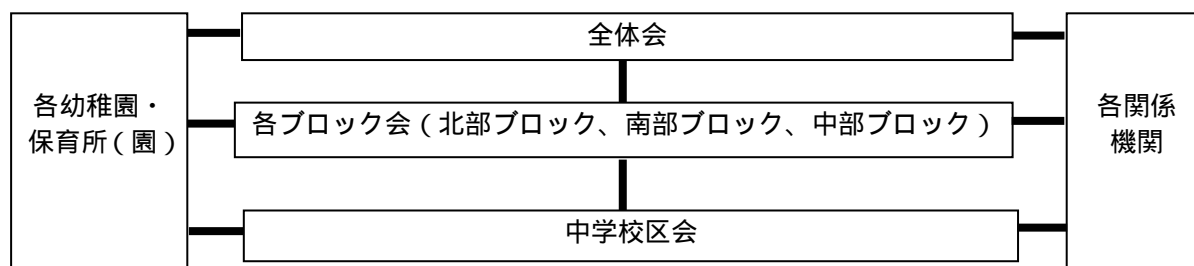 全体会
各幼稚園・
保育所(園)
各ブロック会(北部ブロック、南部ブロック、中部ブロック)
各関係
機関
中学校区会